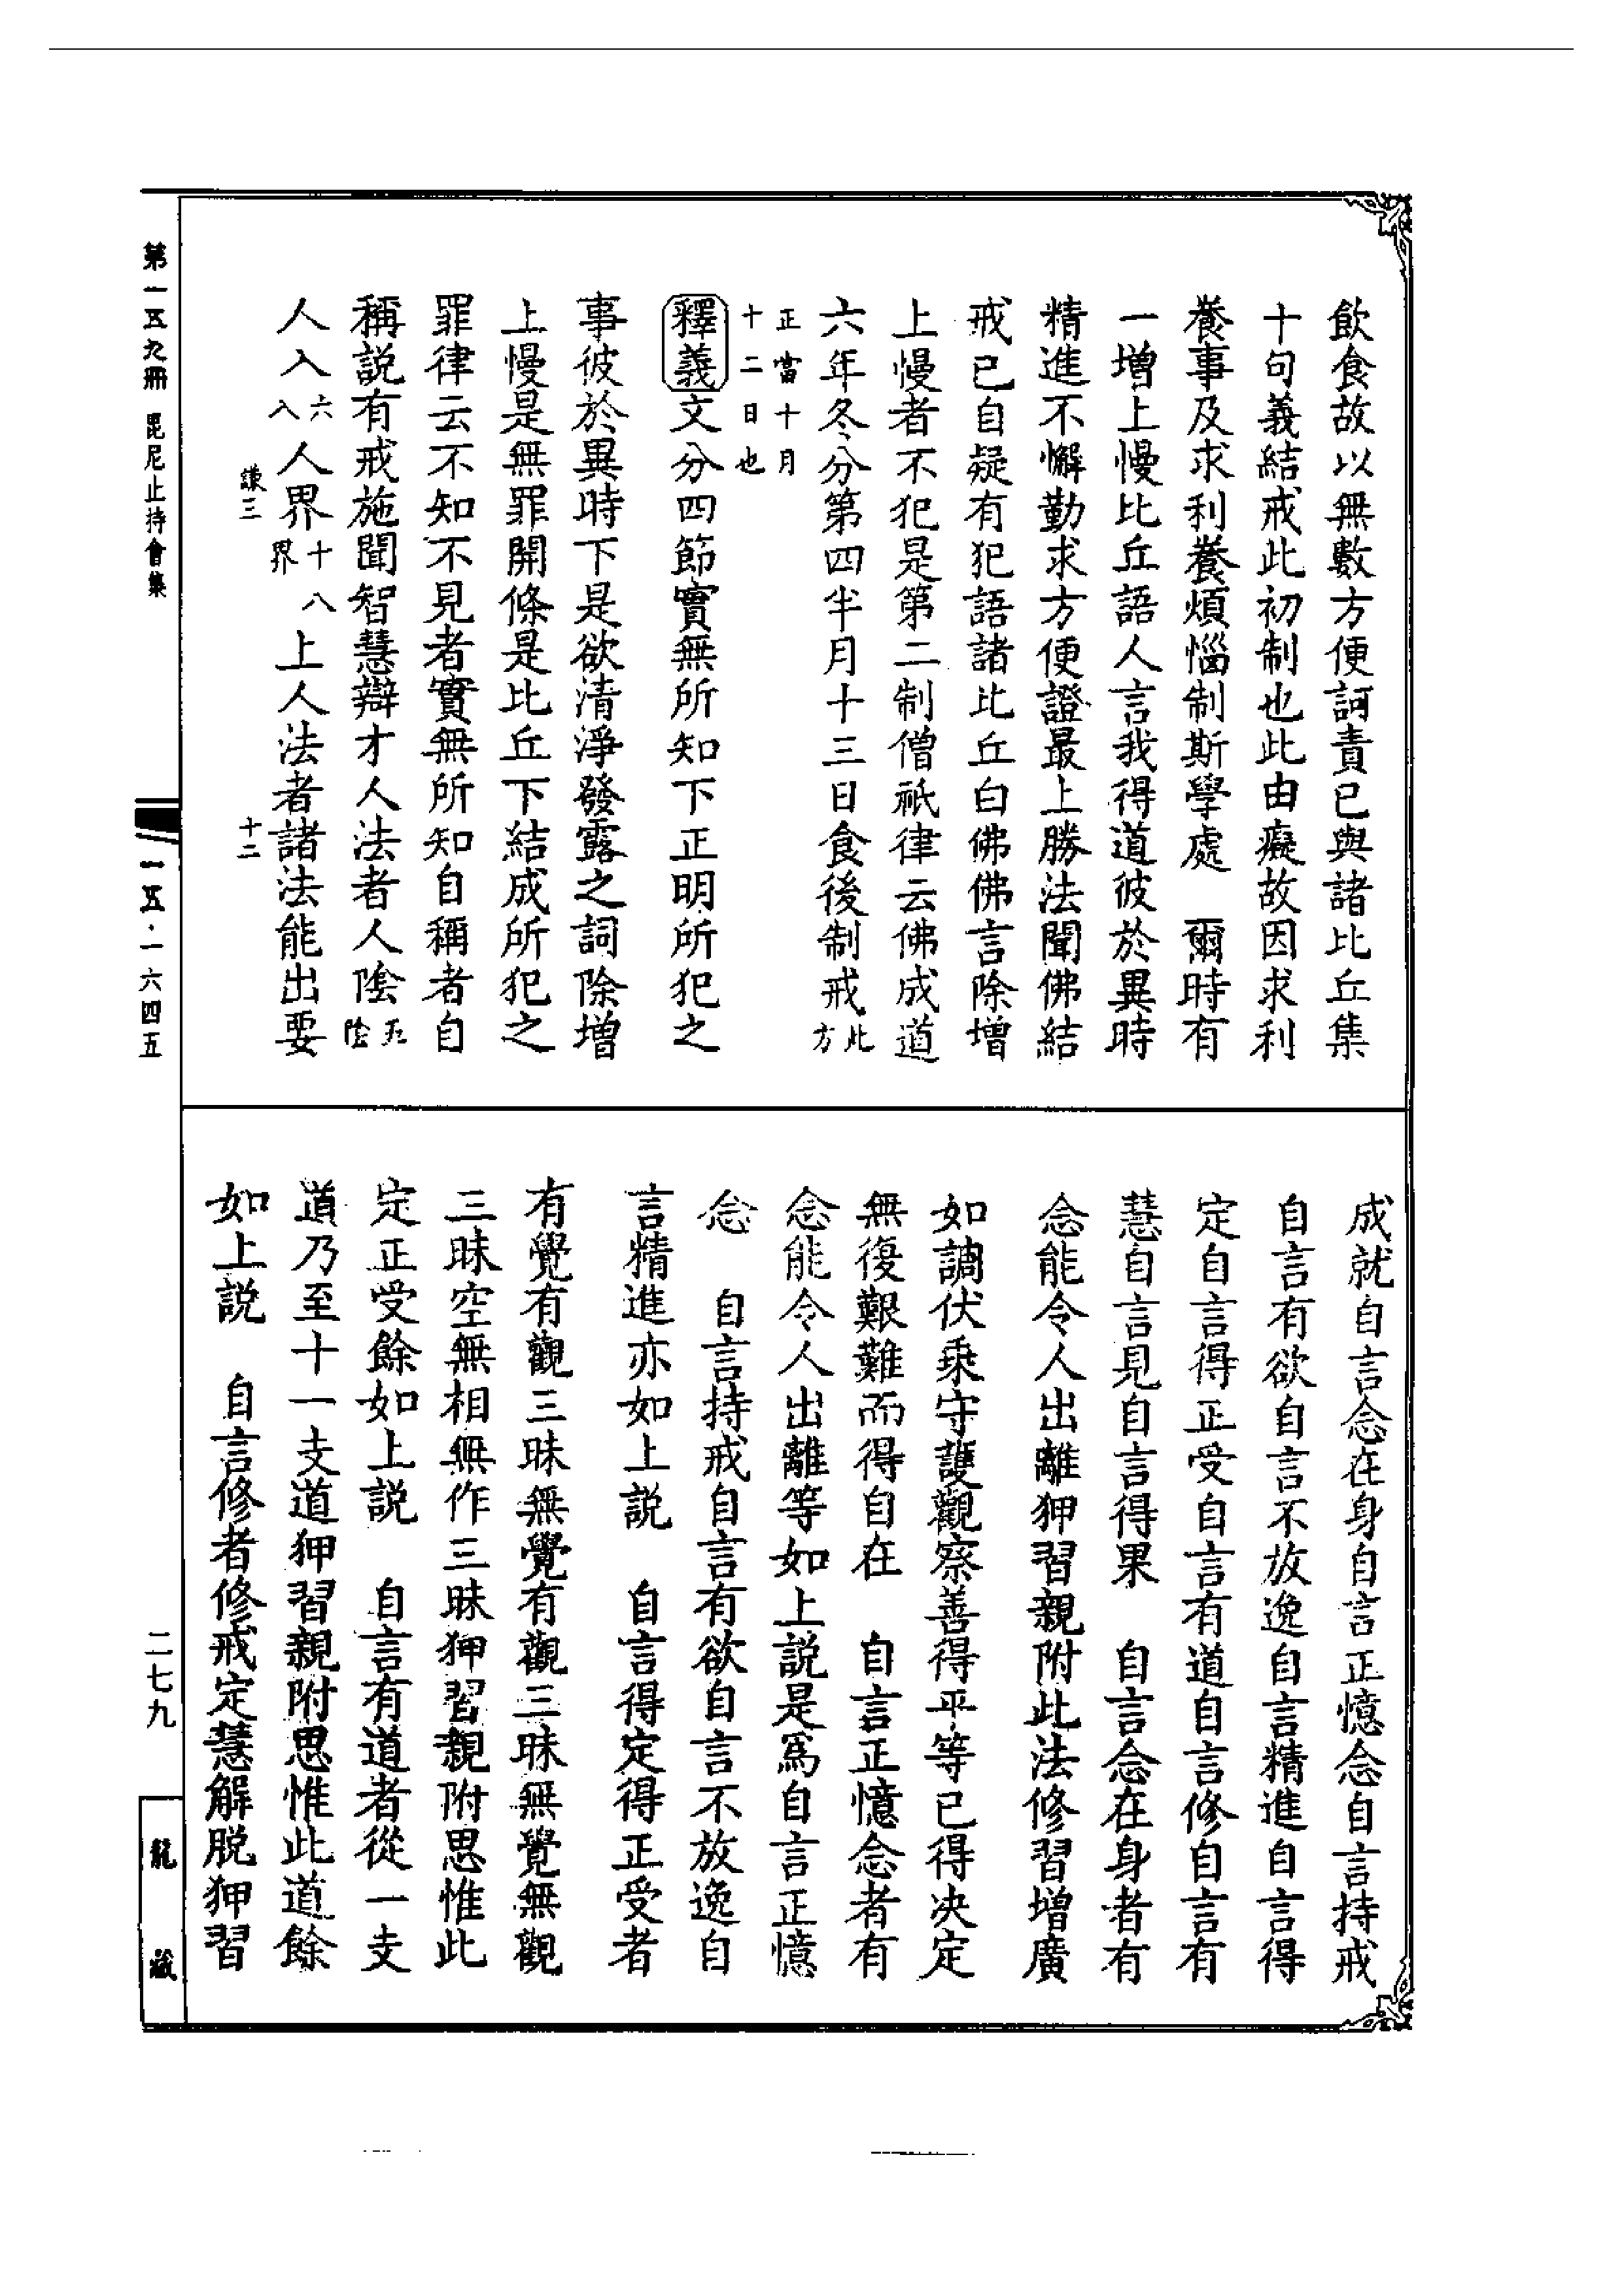 飲食故以無數方便訶責已與諸比丘集
十句義結戒此初制也此由癡故因求利
養事及求利養煩惱制斯學處　爾時有
一增上慢比丘語人言我得道彼於異時
精進不懈勤求方便證最上勝法聞佛結
戒已自疑有犯語諸比丘白佛佛言除增
上慢者不犯是第二制僧祇律云佛成道
六年冬分第四半月十三日食後制戒此方
正當十月十二日也
釋義文分四節實無所知下正明所犯之
事彼於異時下是欲清淨發露之詞除增
上慢是無罪開條是比丘下結成所犯之
罪律云不知不見者實無所知自稱者自
稱說有戒施聞智慧辯才人法者人陰五陰
人入六入人界十八界上人法者諸法能出要
謙三　十二
成就自言念在身自言正憶念自言持戒
自言有欲自言不放逸自言精進自言得
定自言得正受自言有道自言修自言有
慧自言見自言得果　自言念在身者有
念能令人出離狎習親附此法修習增廣
如調伏乘守護觀察善得平等已得決定
無復艱難而得自在　自言正憶念者有
念能令人出離等如上說是為自言正憶
念　自言持戒自言有欲自言不放逸自
言精進亦如上說　自言得定得正受者
有覺有觀三昧無覺有觀三昧無覺無觀
三昧空無相無作三昧狎習親附思惟此
定正受餘如上說　自言有道者從一支
道乃至十一支道狎習親附思惟此道餘
如上說　自言修者修戒定慧解脫狎習
第一五九冊　毘尼止持會集
一五·一六四五
二七九
龍藏